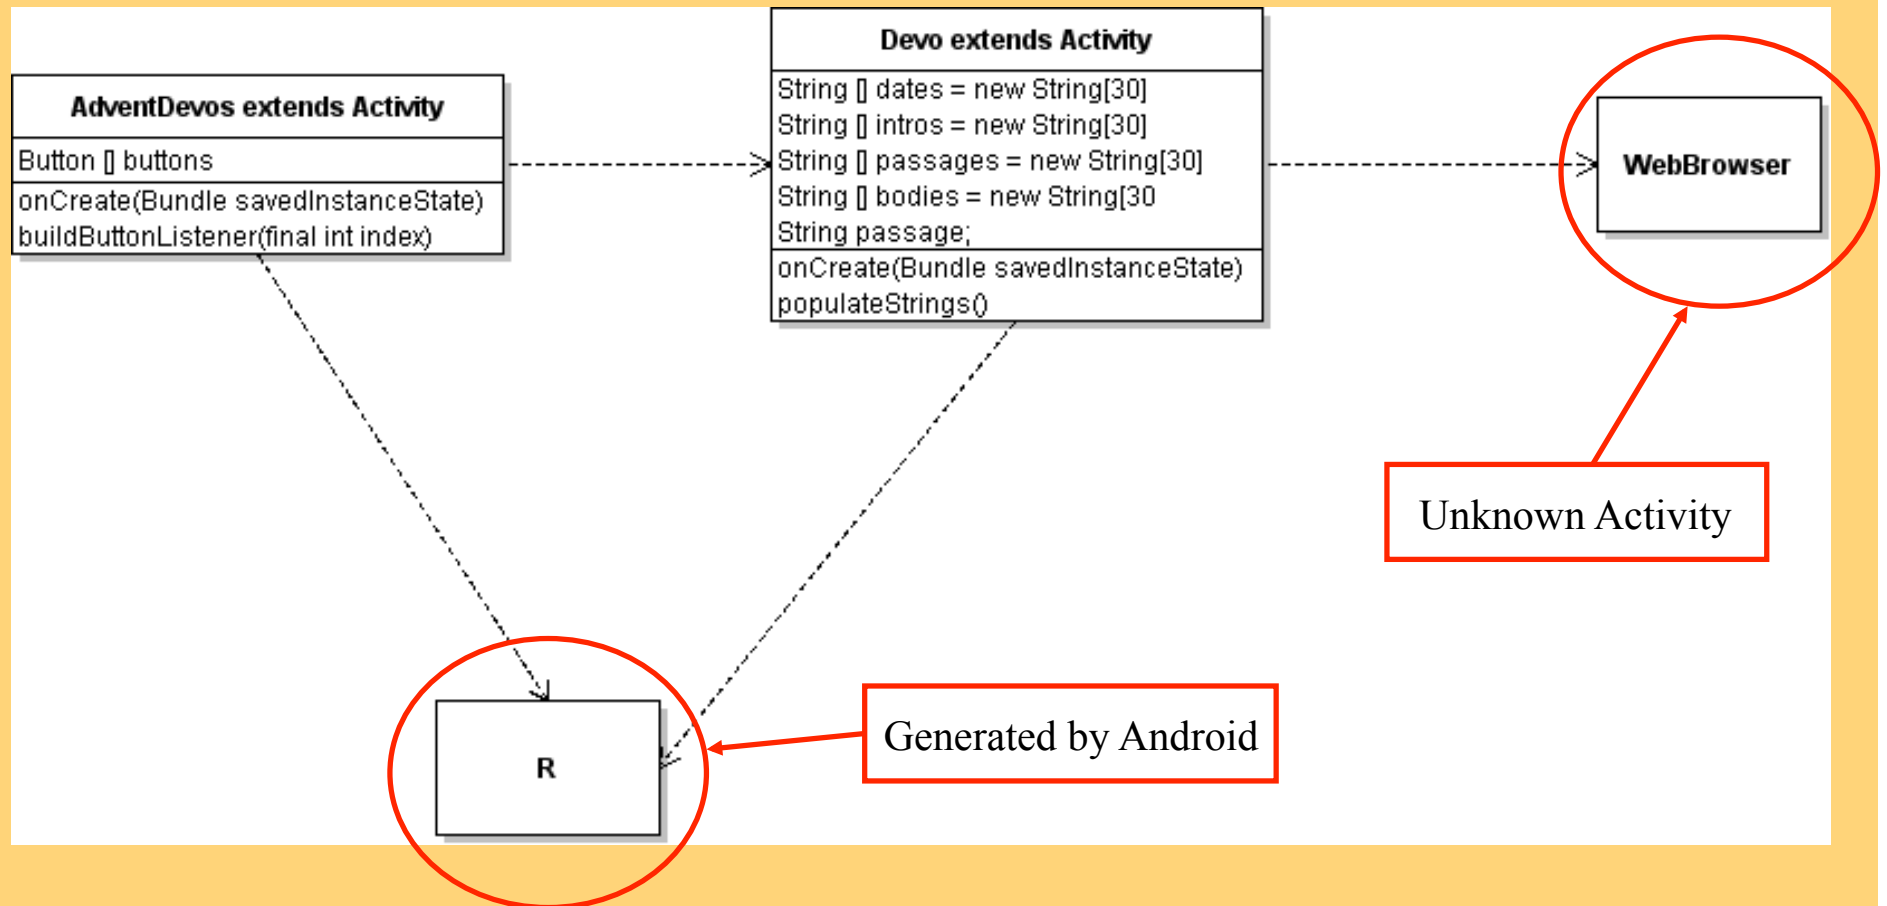 AdventDevos extends Activity
Button [] buttons
onCreate(Bundle savedInstanceState)
buildButtonListener(final int index)
Devo extends Activity
String [] dates = new String[30]
String [] intros = new String[30]
String [] passages = new String[30]
String [] bodies = new String[30
String passage;
onCreate(Bundle savedInstanceState)
populateStrings()
WebBrowser
Unknown Activity
Generated by Android
R